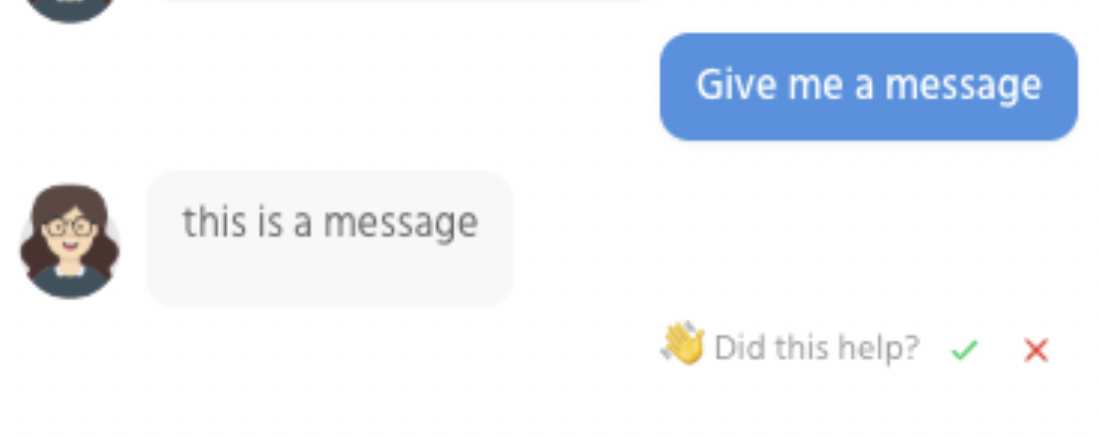 Give me a message
this is a message
👋 Did this help? ✓ ✕